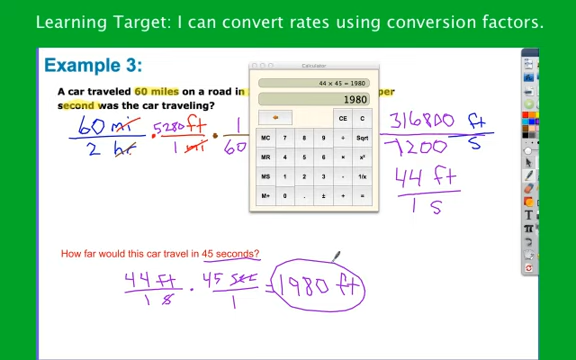 Learning Target: I can convert rates using conversion factors.
Example 3:
A car traveled 60 miles on a road in per
second was the car traveling?
Calculator
44 × 45 = 1980
1980
CE C
MC 7 8 9 ÷ Sqrt
MR 4 5 6 × x²
MS 1 2 3 - 1/x
M+ 0 . ± + =
60 mi / 2 hr • 5280 ft / 1 mi • 1 / 60
316800 ft / 7200 s
44 ft / 1 s
How far would this car travel in 45 seconds?
44 ft / 1 s • 45 sec / 1 = 1980 ft